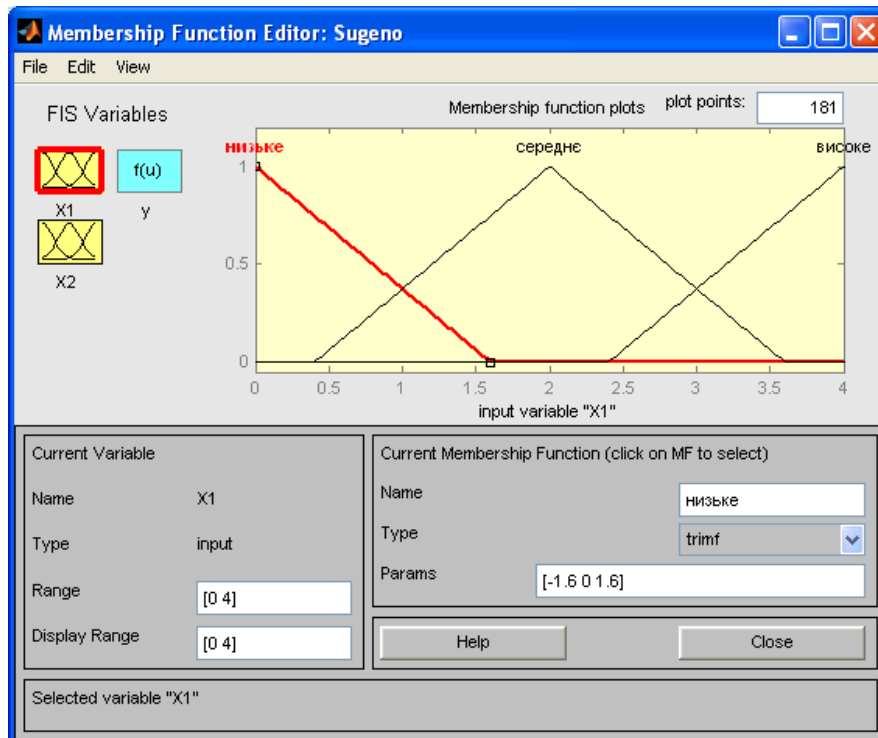 Membership Function Editor: Sugeno
File Edit View
FIS Variables
Membership function plots
plot points:
181
f(u)
X1
y
X2
низьке
середнє
високе
1
0.5
0
0
0.5
1
1.5
2
2.5
3
3.5
4
input variable "X1"
Current Variable
Name
X1
Type
input
Range
[0 4]
Display Range
[0 4]
Current Membership Function (click on MF to select)
Name
низьке
Type
trimf
Params
[-1.6 0 1.6]
Help
Close
Selected variable "X1"